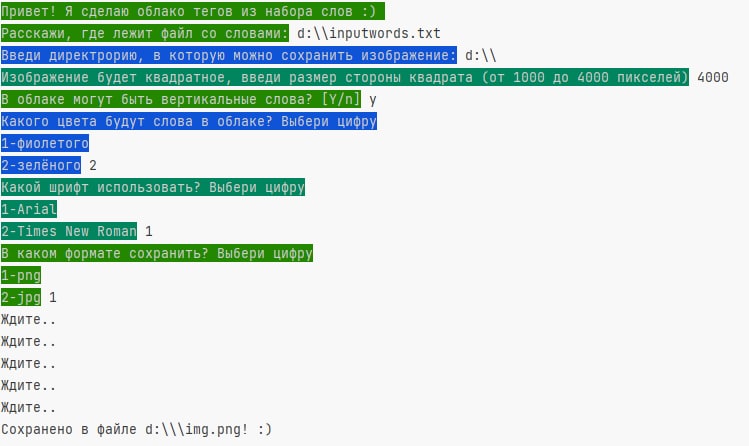 Привет! Я сделаю облако тегов из набора слов :)
Расскажи, где лежит файл со словами: d:\\inputwords.txt
Введи директрорию, в которую можно сохранить изображение: d:\\
Изображение будет квадратное, введи размер стороны квадрата (от 1000 до 4000 пикселей) 4000
В облаке могут быть вертикальные слова? [Y/n] y
Какого цвета будут слова в облаке? Выбери цифру
1-фиолетого
2-зелёного 2
Какой шрифт использовать? Выбери цифру
1-Arial
2-Times New Roman 1
В каком формате сохранить? Выбери цифру
1-png
2-jpg 1
Ждите..
Ждите..
Ждите..
Ждите..
Ждите..
Сохранено в файле d:\\\img.png! :)